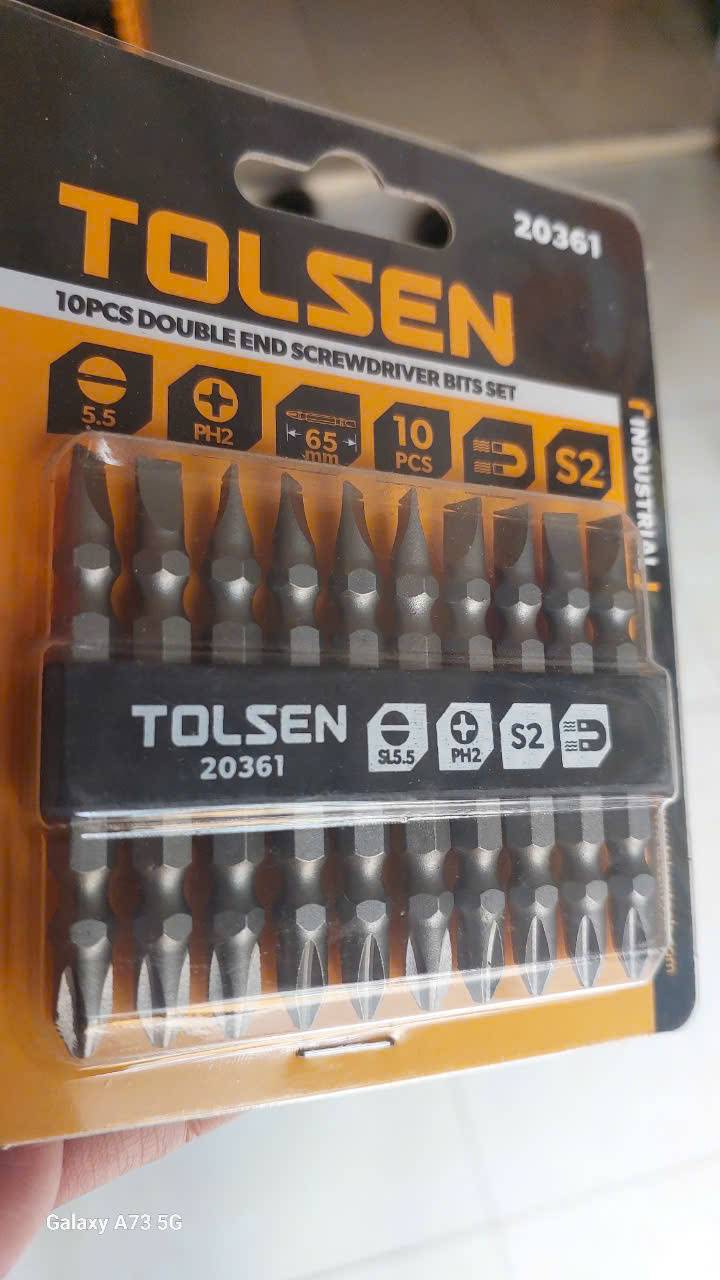 20361
TOLSEN
10PCS DOUBLE END SCREWDRIVER BITS SET
5.5
PH2
65
mm
10
PCS
S2
INDUSTRIAL
TOLSEN
20361
SL5.5
PH2
S2
Galaxy A73 5G